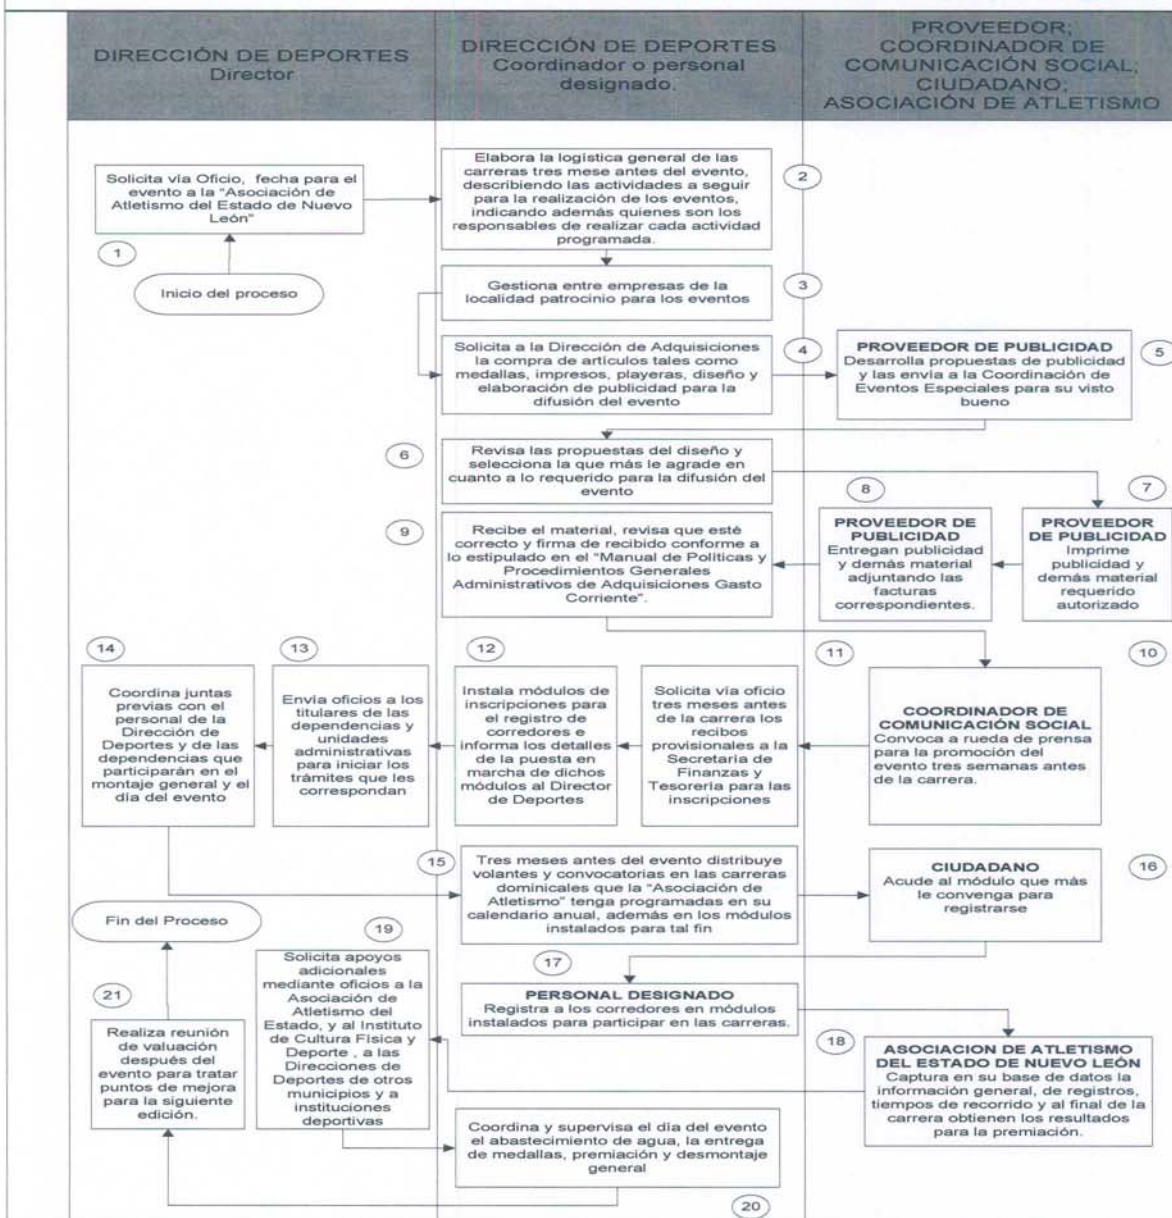 DIRECCIÓN DE DEPORTES
Director
DIRECCIÓN DE DEPORTES
Coordinador o personal
designado.
PROVEEDOR;
COORDINADOR DE
COMUNICACIÓN SOCIAL;
CIUDADANO;
ASOCIACIÓN DE ATLETISMO
Solicita vía Oficio, fecha para el
evento a la "Asociación de
Atletismo del Estado de Nuevo
León"
1
Inicio del proceso
Elabora la logística general de las
carreras tres mese antes del evento,
describiendo las actividades a seguir
para la realización de los eventos,
indicando además quienes son los
responsables de realizar cada actividad
programada.
2
Gestiona entre empresas de la
localidad patrocinio para los eventos
3
Solicita a la Dirección de Adquisiciones
la compra de artículos tales como
medallas, impresos, playeras, diseño y
elaboración de publicidad para la
difusión del evento
4
PROVEEDOR DE PUBLICIDAD
Desarrolla propuestas de publicidad
y las envía a la Coordinación de
Eventos Especiales para su visto
bueno
5
6
Revisa las propuestas del diseño y
selecciona la que más le agrade en
cuanto a lo requerido para la difusión del
evento
7
PROVEEDOR
DE PUBLICIDAD
Imprime
publicidad y
demás material
requerido
autorizado
8
PROVEEDOR DE
PUBLICIDAD
Entregan publicidad
y demás material
adjuntando las
facturas
correspondientes.
9
Recibe el material, revisa que esté
correcto y firma de recibido conforme a
lo estipulado en el "Manual de Políticas y
Procedimientos Generales
Administrativos de Adquisiciones Gasto
Corriente".
10
COORDINADOR DE
COMUNICACIÓN SOCIAL
Convoca a rueda de prensa
para la promoción del
evento tres semanas antes
de la carrera.
11
Solicita vía oficio
tres meses antes
de la carrera los
recibos
provisionales a la
Secretaria de
Finanzas y
Tesorería para las
inscripciones
12
Instala módulos de
inscripciones para
el registro de
corredores e
informa los detalles
de la puesta en
marcha de dichos
módulos al Director
de Deportes
13
Envía oficios a los
titulares de las
dependencias y
unidades
administrativas
para iniciar los
trámites que les
correspondan
14
Coordina juntas
previas con el
personal de la
Dirección de
Deportes y de las
dependencias que
participarán en el
montaje general y el
día del evento
15
Tres meses antes del evento distribuye
volantes y convocatorias en las carreras
dominicales que la "Asociación de
Atletismo" tenga programadas en su
calendario anual, además en los módulos
instalados para tal fin
16
CIUDADANO
Acude al módulo que más
le convenga para
registrarse
17
PERSONAL DESIGNADO
Registra a los corredores en módulos
instalados para participar en las carreras.
18
ASOCIACION DE ATLETISMO
DEL ESTADO DE NUEVO LEÓN
Captura en su base de datos la
información general, de registros,
tiempos de recorrido y al final de la
carrera obtienen los resultados
para la premiación.
19
Solicita apoyos
adicionales
mediante oficios a la
Asociación de
Atletismo del
Estado, y al Instituto
de Cultura Física y
Deporte , a las
Direcciones de
Deportes de otros
municipios y a
instituciones
deportivas
Coordina y supervisa el día del evento
el abastecimiento de agua, la entrega
de medallas, premiación y desmontaje
general
20
21
Realiza reunión
de valuación
después del
evento para tratar
puntos de mejora
para la siguiente
edición.
Fin del Proceso